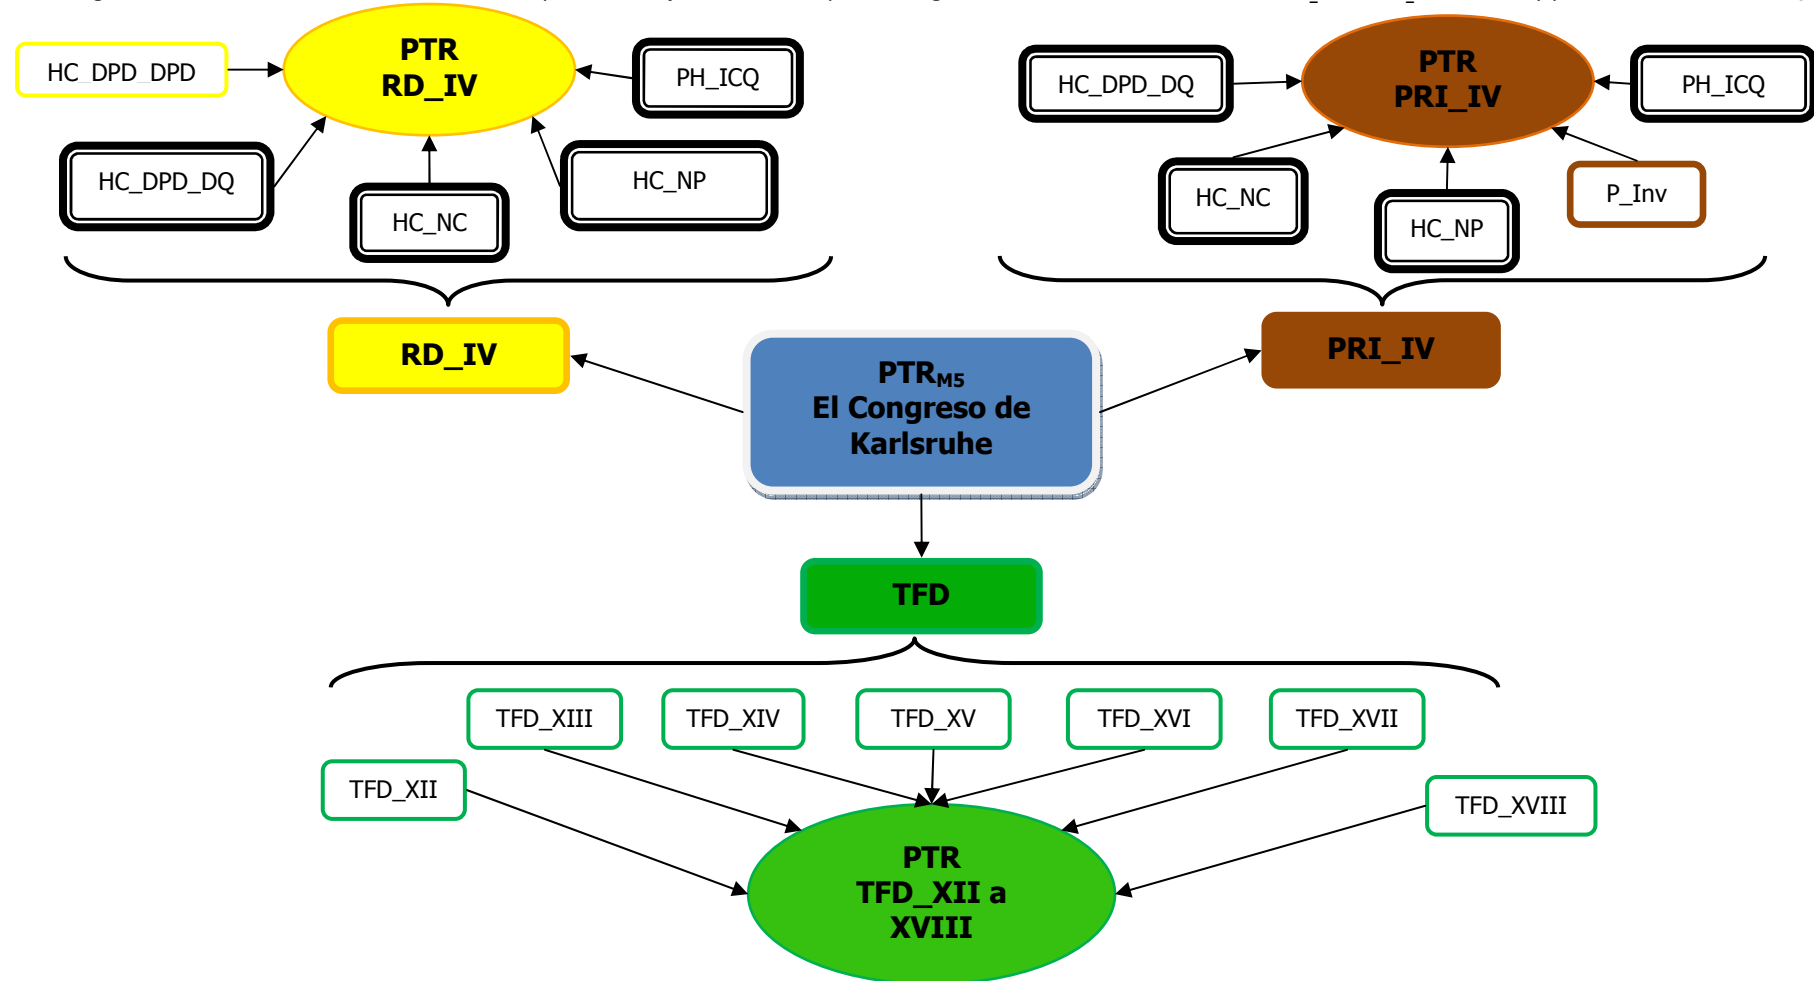 HC_DPD_DPD
PTR
RD_IV
PH_ICQ
HC_DPD_DQ
HC_NC
HC_NP
HC_DPD_DQ
PTR
PRI_IV
PH_ICQ
HC_NC
HC_NP
P_Inv
RD_IV
PTRM5
El Congreso de
Karlsruhe
PRI_IV
TFD
TFD_XIII
TFD_XIV
TFD_XV
TFD_XVI
TFD_XVII
TFD_XII
TFD_XVIII
PTR
TFD_XII a
XVIII